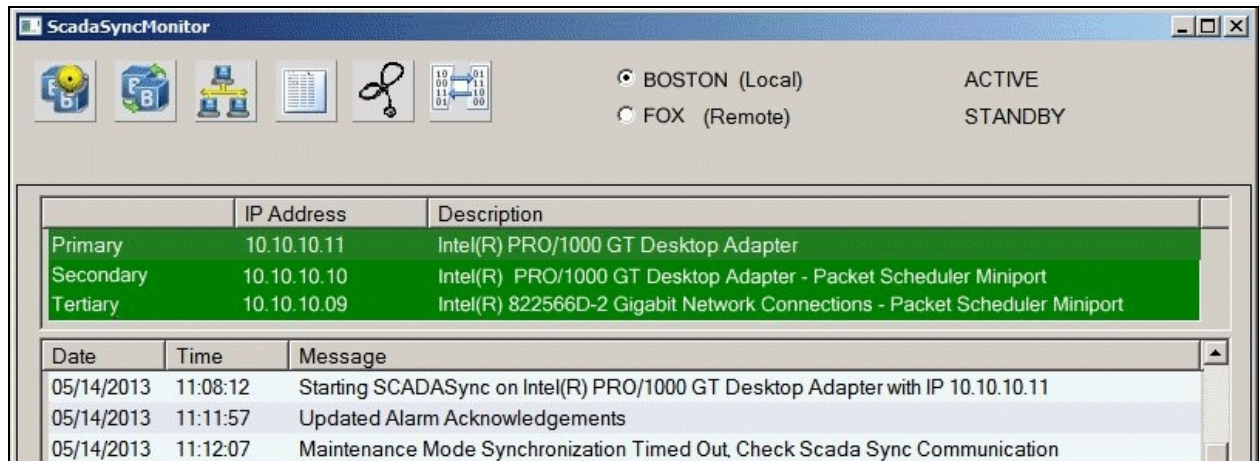 ScadaSyncMonitor
BOSTON (Local) ACTIVE
FOX (Remote) STANDBY
IP Address Description
Primary 10.10.10.11 Intel(R) PRO/1000 GT Desktop Adapter
Secondary 10.10.10.10 Intel(R) PRO/1000 GT Desktop Adapter - Packet Scheduler Miniport
Tertiary 10.10.10.09 Intel(R) 822566D-2 Gigabit Network Connections - Packet Scheduler Miniport
Date Time Message
05/14/2013 11:08:12 Starting SCADASync on Intel(R) PRO/1000 GT Desktop Adapter with IP 10.10.10.11
05/14/2013 11:11:57 Updated Alarm Acknowledgements
05/14/2013 11:12:07 Maintenance Mode Synchronization Timed Out, Check Scada Sync Communication